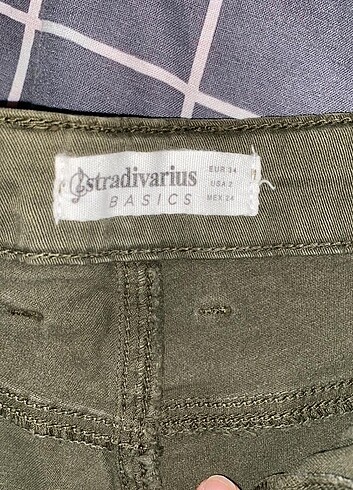 stradivarius
BASICS
EUR 34
USA 2
MEX 24